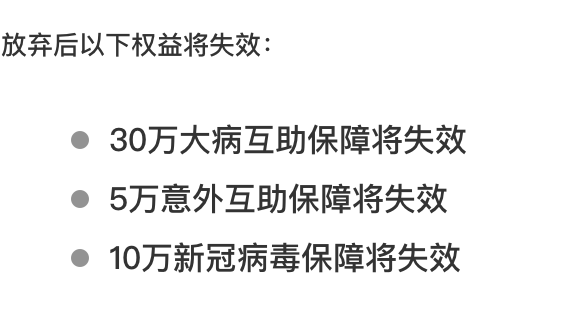 放弃后以下权益将失效：
30万大病互助保障将失效
5万意外互助保障将失效
10万新冠病毒保障将失效